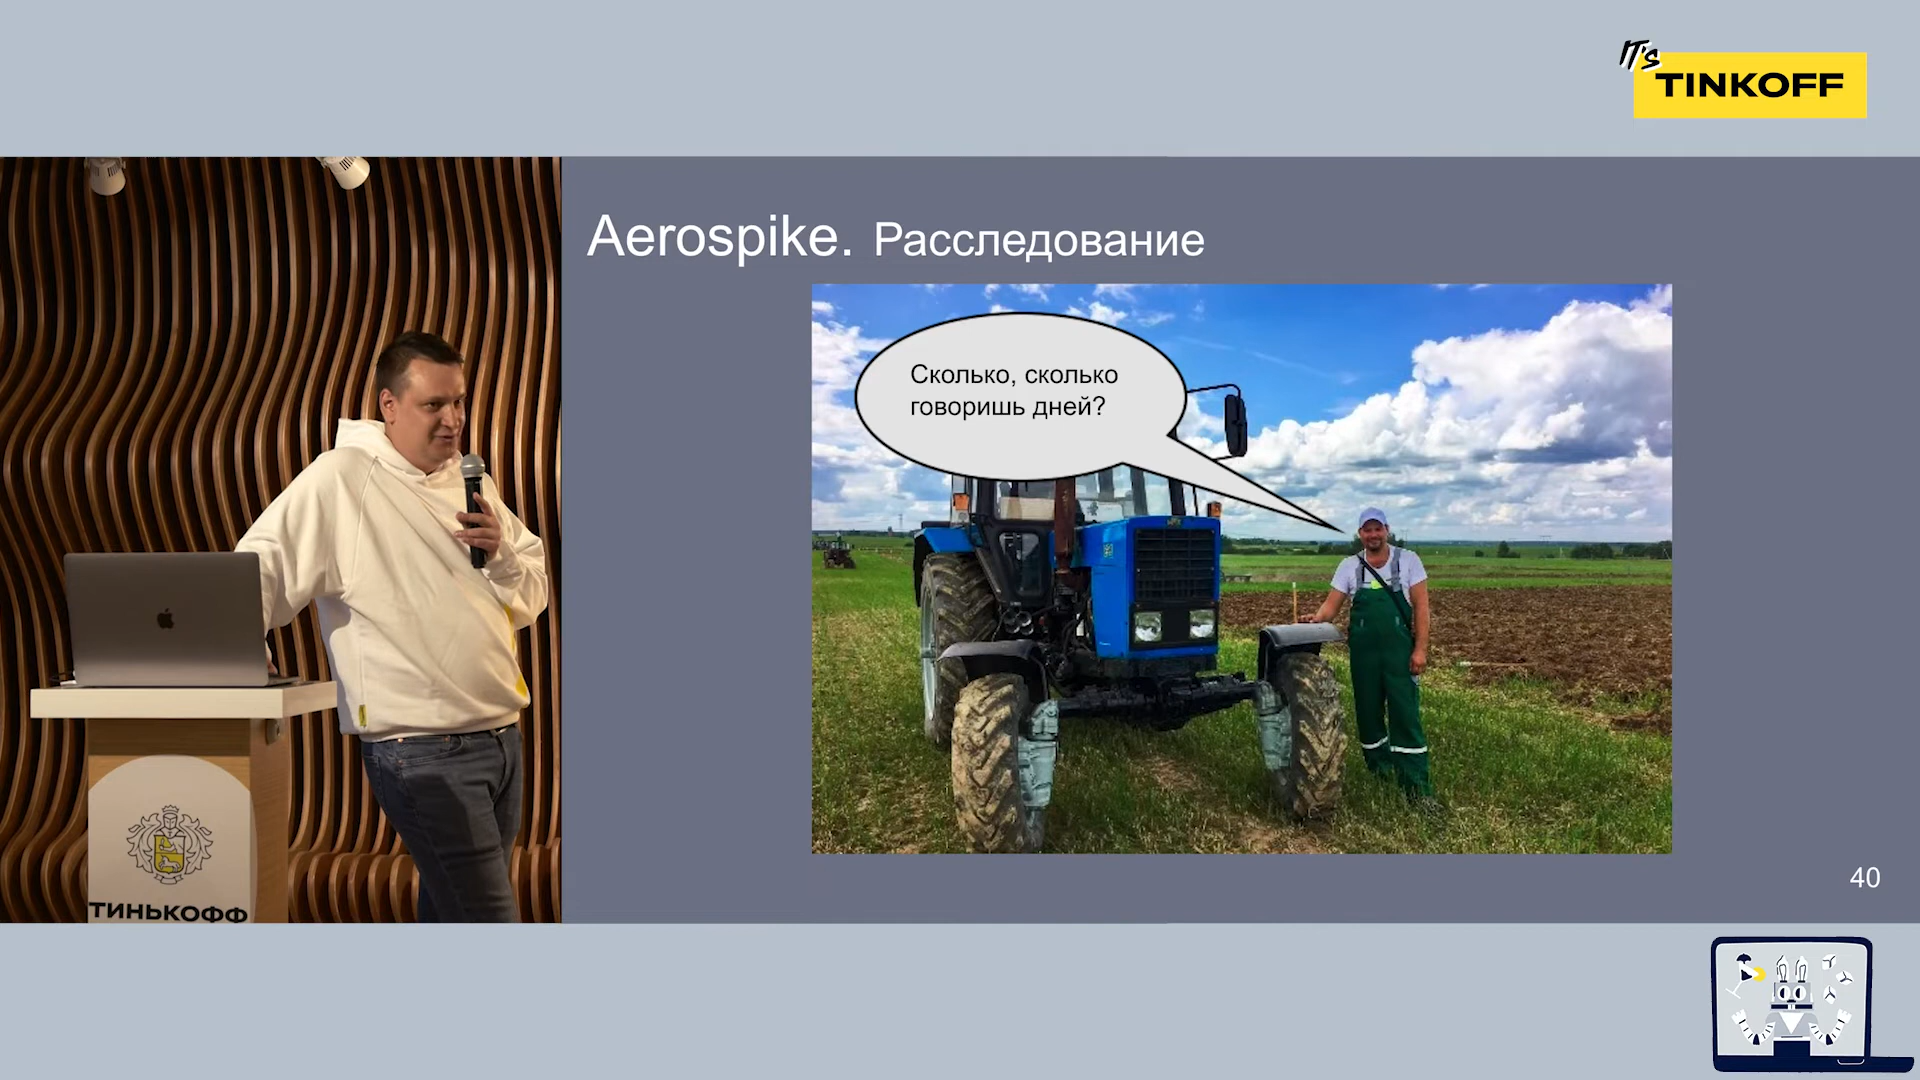 IT's
TINKOFF
Aerospike. Расследование
Сколько, сколько
говоришь дней?
40
ТИНЬКОФФ